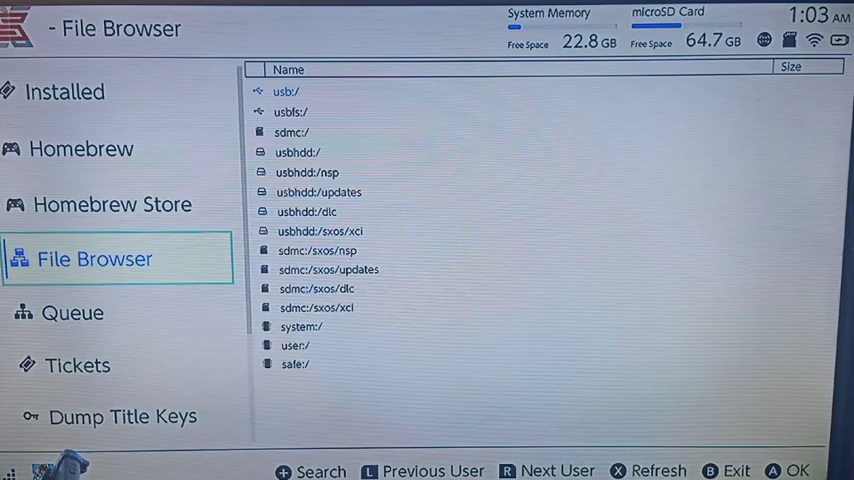 - File Browser
System Memory
Free Space 22.8 GB
microSD Card
Free Space 64.7 GB
1:03 AM
Installed
Homebrew
Homebrew Store
File Browser
Queue
Tickets
Dump Title Keys
Name Size
usb:/
usbfs:/
sdmc:/
usbhdd:/
usbhdd:/nsp
usbhdd:/updates
usbhdd:/dlc
usbhdd:/sxos/xci
sdmc:/sxos/nsp
sdmc:/sxos/updates
sdmc:/sxos/dlc
sdmc:/sxos/xci
system:/
user:/
safe:/
+ Search L Previous User R Next User X Refresh B Exit A OK